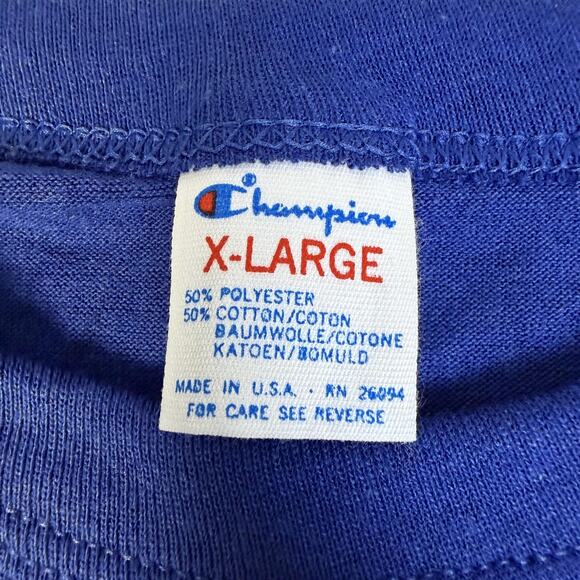 Champion®
X-LARGE
50% POLYESTER
50% COTTON/COTON
BAUMWOLLE/COTONE
KATOEN/BOMULD
MADE IN U.S.A. · RN 26094
FOR CARE SEE REVERSE